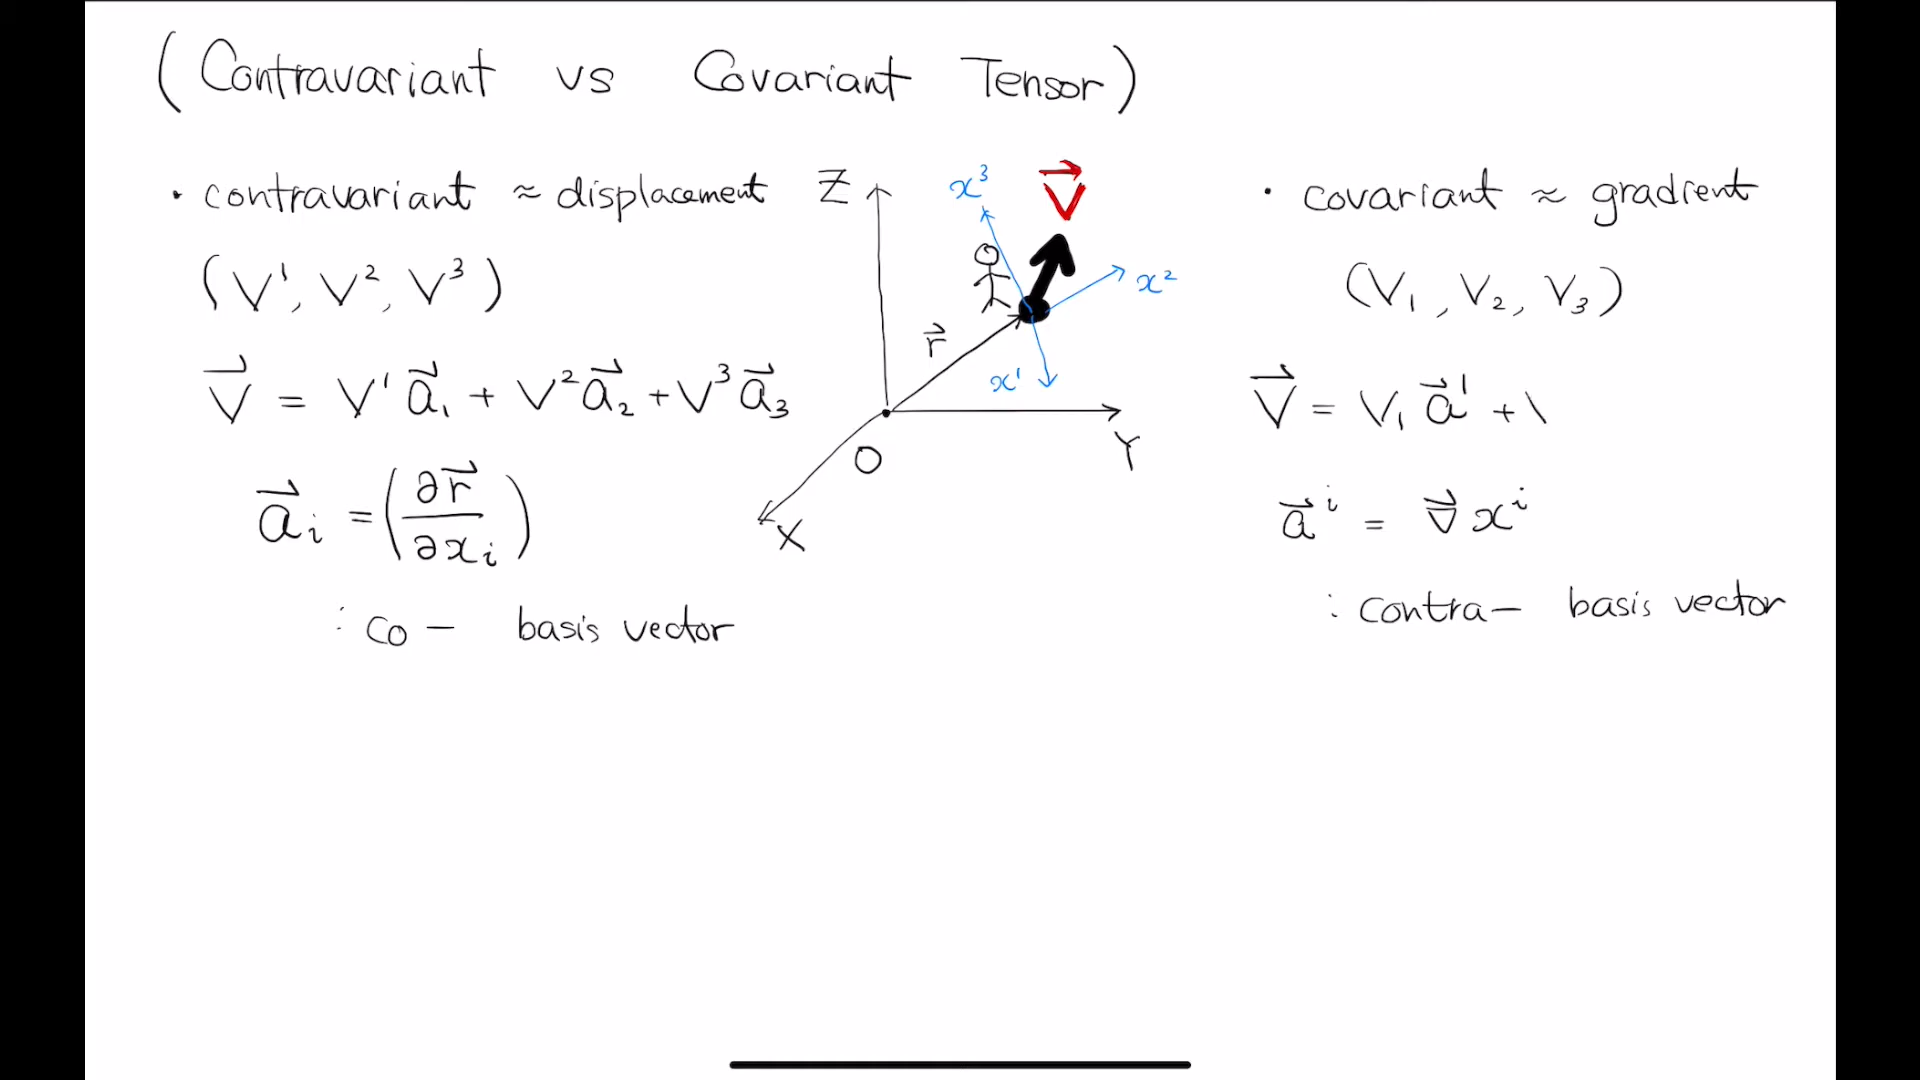 (Contravariant vs Covariant Tensor)
· contravariant ≈ displacement
(V¹, V², V³)
V⃗ = V¹ a⃗₁ + V² a⃗₂ + V³ a⃗₃
a⃗ᵢ = (∂r⃗ / ∂xᵢ)
: co – basis vector
Z
x³
V⃗
x²
r⃗
x¹
O
Y
X
· covariant ≈ gradient
(V₁, V₂, V₃)
V⃗ = V₁ a⃗¹ + \
a⃗ⁱ = ∇⃗ xⁱ
: contra – basis vector